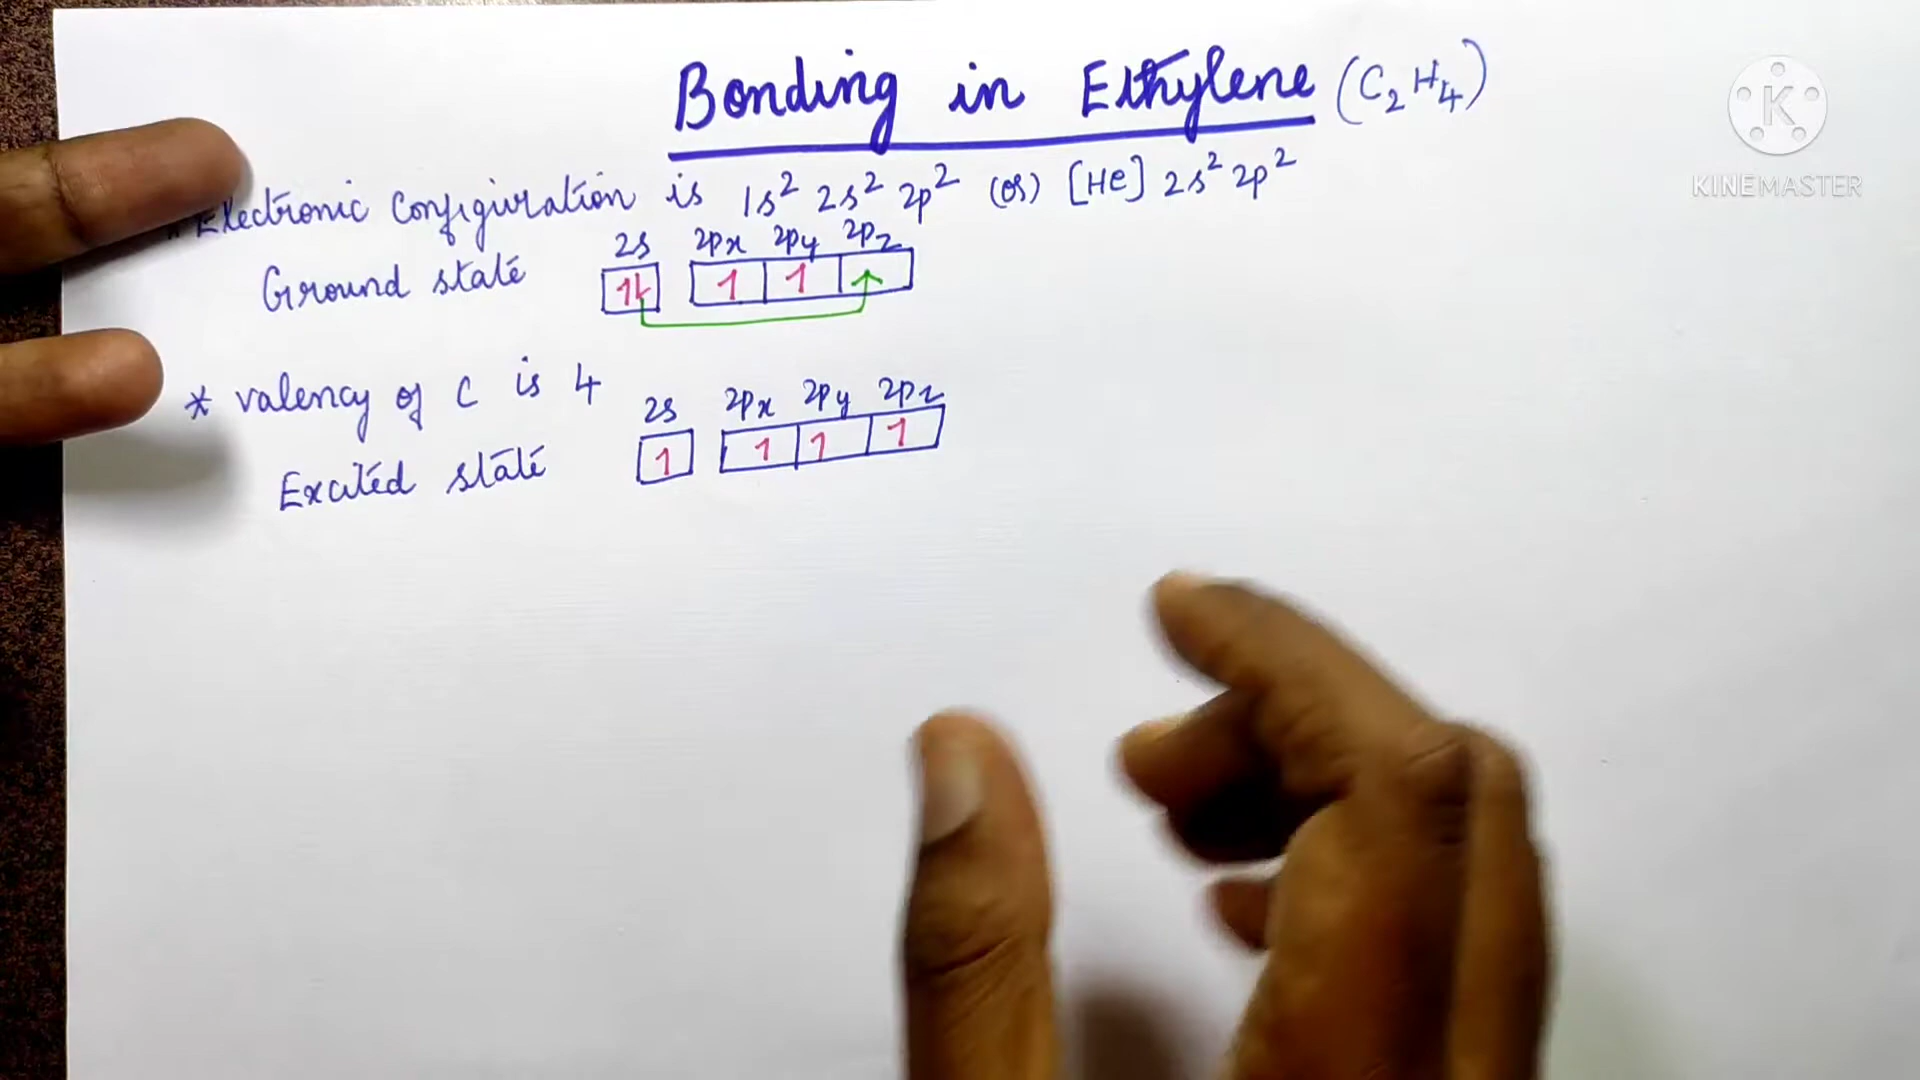 Bonding in Ethylene (C₂H₄)
Electronic Configuration is 1s² 2s² 2p² (or) [He] 2s² 2p²
2s 2px 2py 2pz
Ground state 1↓ 1 1 ↑
* valency of C is 4
2s 2px 2py 2pz
Excited state 1 1 1 1
K
KINEMASTER